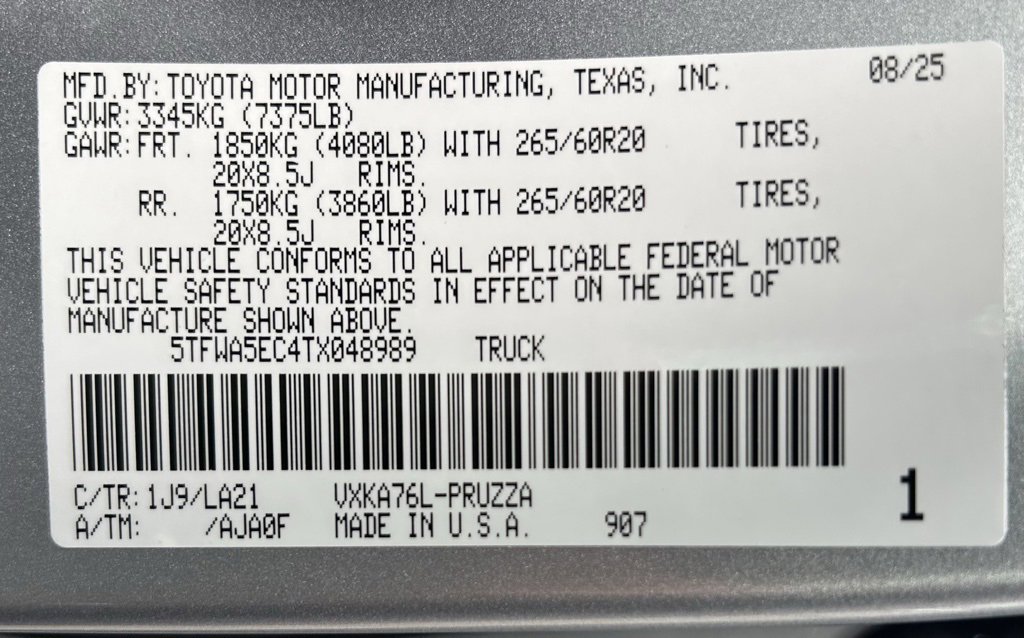 MFD.BY: TOYOTA MOTOR MANUFACTURING, TEXAS, INC. 08/25
GVWR: 3345KG (7375LB)
GAWR: FRT. 1850KG (4080LB) WITH 265/60R20 TIRES,
20X8.5J RIMS.
RR. 1750KG (3860LB) WITH 265/60R20 TIRES,
20X8.5J RIMS.
THIS VEHICLE CONFORMS TO ALL APPLICABLE FEDERAL MOTOR
VEHICLE SAFETY STANDARDS IN EFFECT ON THE DATE OF
MANUFACTURE SHOWN ABOVE.
5TFWA5EC4TX048989 TRUCK
C/TR: 1J9/LA21 VXKA76L-PRUZZA
A/TM: /AJA0F MADE IN U.S.A. 907
1